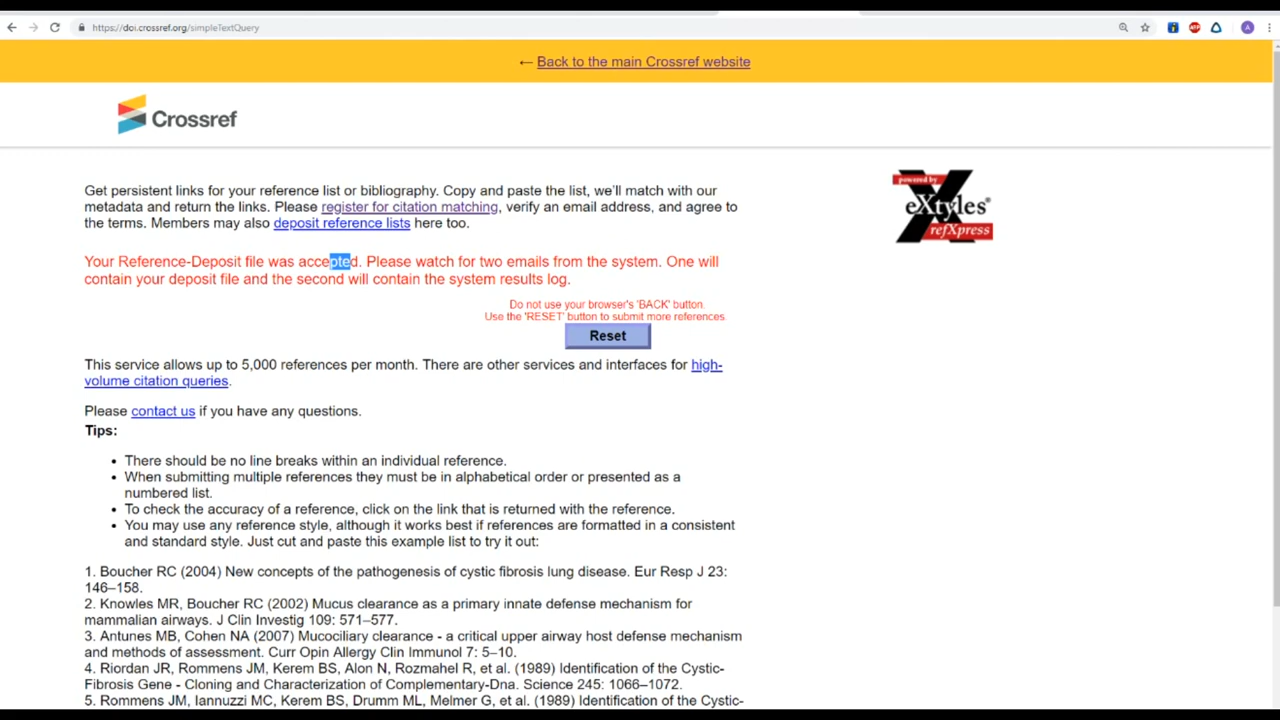 https://doi.crossref.org/simpleTextQuery
A
← Back to the main Crossref website
Crossref
Get persistent links for your reference list or bibliography. Copy and paste the list, we'll match with our
metadata and return the links. Please register for citation matching, verify an email address, and agree to
the terms. Members may also deposit reference lists here too.
powered by
eXtyles®
refXpress
Your Reference-Deposit file was accepted. Please watch for two emails from the system. One will
contain your deposit file and the second will contain the system results log.
Do not use your browser's 'BACK' button.
Use the 'RESET' button to submit more references
Reset
This service allows up to 5,000 references per month. There are other services and interfaces for high-
volume citation queries.
Please contact us if you have any questions.
Tips:
• There should be no line breaks within an individual reference.
• When submitting multiple references they must be in alphabetical order or presented as a
numbered list.
• To check the accuracy of a reference, click on the link that is returned with the reference.
• You may use any reference style, although it works best if references are formatted in a consistent
and standard style. Just cut and paste this example list to try it out:
1. Boucher RC (2004) New concepts of the pathogenesis of cystic fibrosis lung disease. Eur Resp J 23:
146–158.
2. Knowles MR, Boucher RC (2002) Mucus clearance as a primary innate defense mechanism for
mammalian airways. J Clin Investig 109: 571–577.
3. Antunes MB, Cohen NA (2007) Mucociliary clearance - a critical upper airway host defense mechanism
and methods of assessment. Curr Opin Allergy Clin Immunol 7: 5–10.
4. Riordan JR, Rommens JM, Kerem BS, Alon N, Rozmahel R, et al. (1989) Identification of the Cystic-
Fibrosis Gene - Cloning and Characterization of Complementary-Dna. Science 245: 1066–1072.
5. Rommens JM, Iannuzzi MC, Kerem BS, Drumm ML, Melmer G, et al. (1989) Identification of the Cystic-